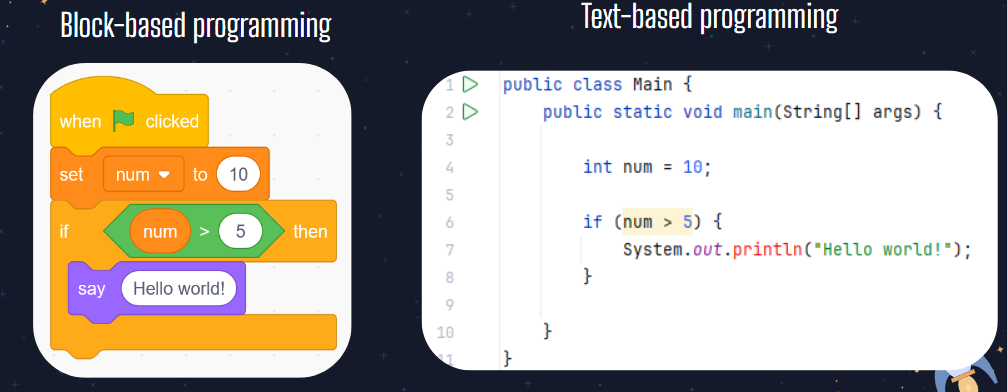 Block-based programming
when clicked
set num to 10
if num > 5 then
say Hello world!
Text-based programming
1 public class Main {
2 public static void main(String[] args) {
3
4 int num = 10;
5
6 if (num > 5) {
7 System.out.println("Hello world!");
8 }
9
10 }
11 }